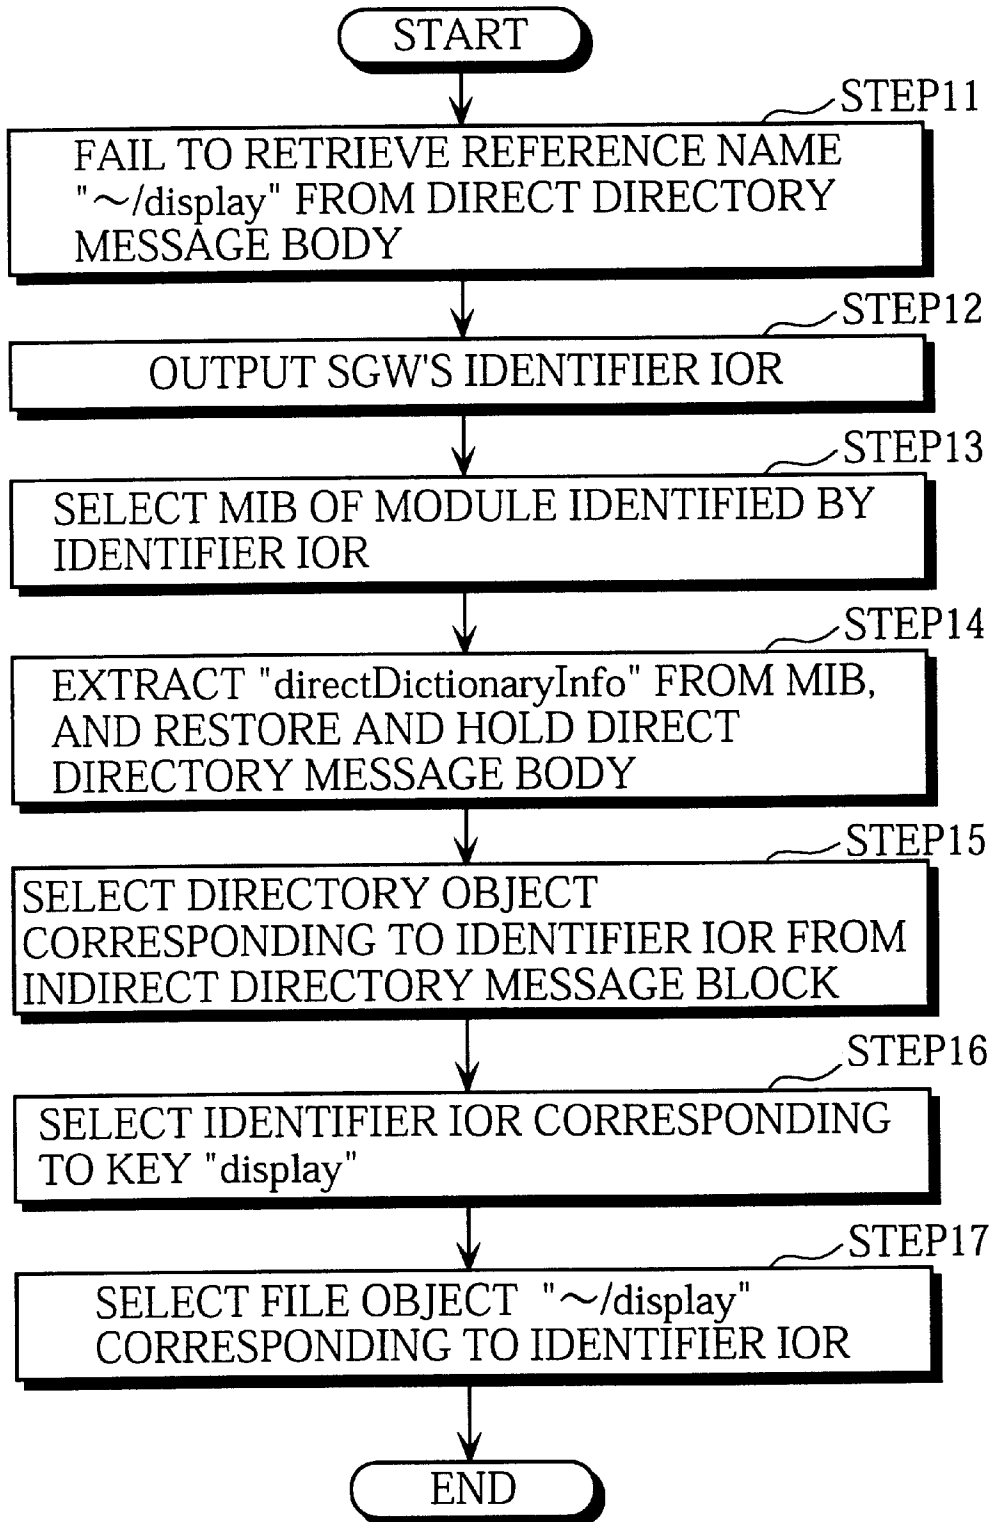 START
STEP11
FAIL TO RETRIEVE REFERENCE NAME
"~/display" FROM DIRECT DIRECTORY
MESSAGE BODY
STEP12
OUTPUT SGW'S IDENTIFIER IOR
STEP13
SELECT MIB OF MODULE IDENTIFIED BY
IDENTIFIER IOR
STEP14
EXTRACT "directDictionaryInfo" FROM MIB,
AND RESTORE AND HOLD DIRECT
DIRECTORY MESSAGE BODY
STEP15
SELECT DIRECTORY OBJECT
CORRESPONDING TO IDENTIFIER IOR FROM
INDIRECT DIRECTORY MESSAGE BLOCK
STEP16
SELECT IDENTIFIER IOR CORRESPONDING
TO KEY "display"
STEP17
SELECT FILE OBJECT "~/display"
CORRESPONDING TO IDENTIFIER IOR
END